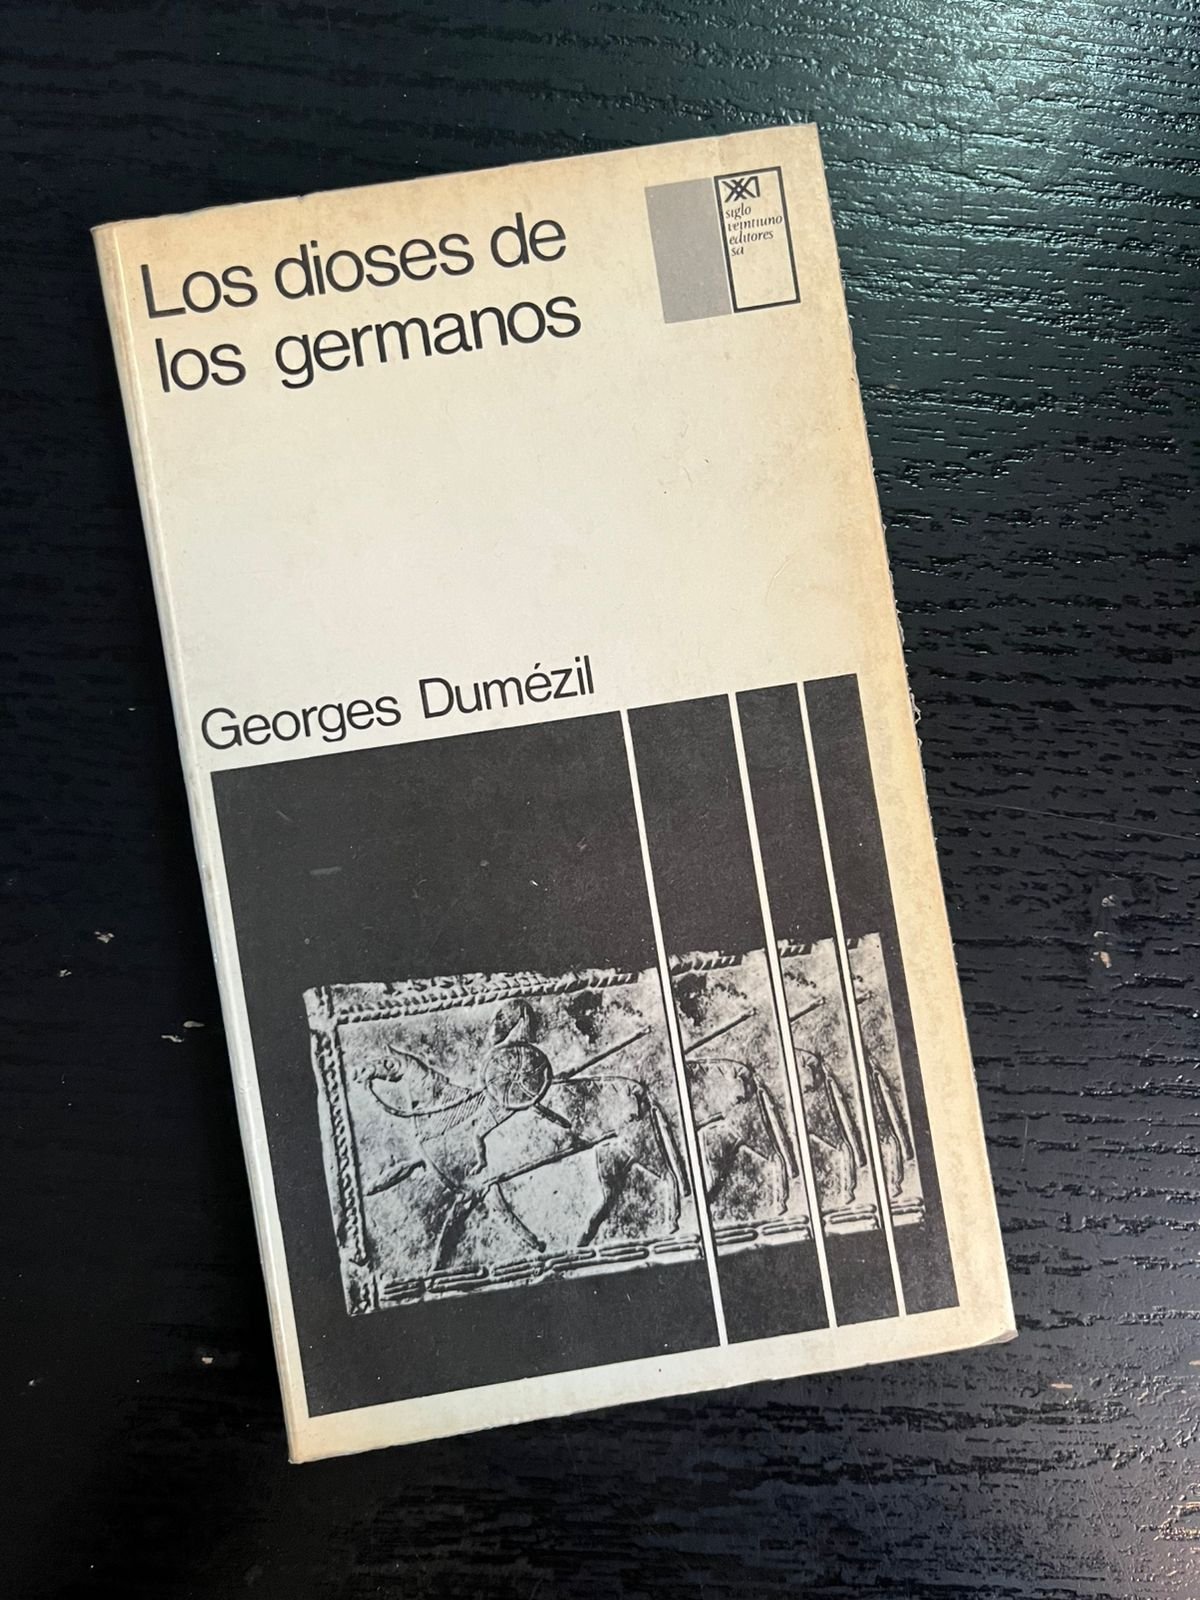 Los dioses de
los germanos
siglo
veintiuno
editores
sa
Georges Dumézil